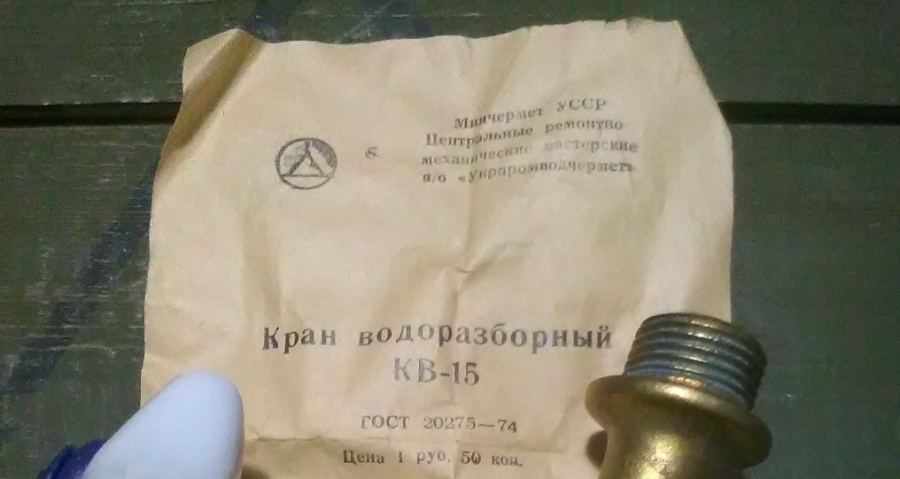 Минчермет УССР
Центральные ремонтно-
механические мастерские
п/о «Укрпромводчермет»
Кран водоразборный
КВ-15
ГОСТ 20275—74
Цена 1 руб. 50 коп.